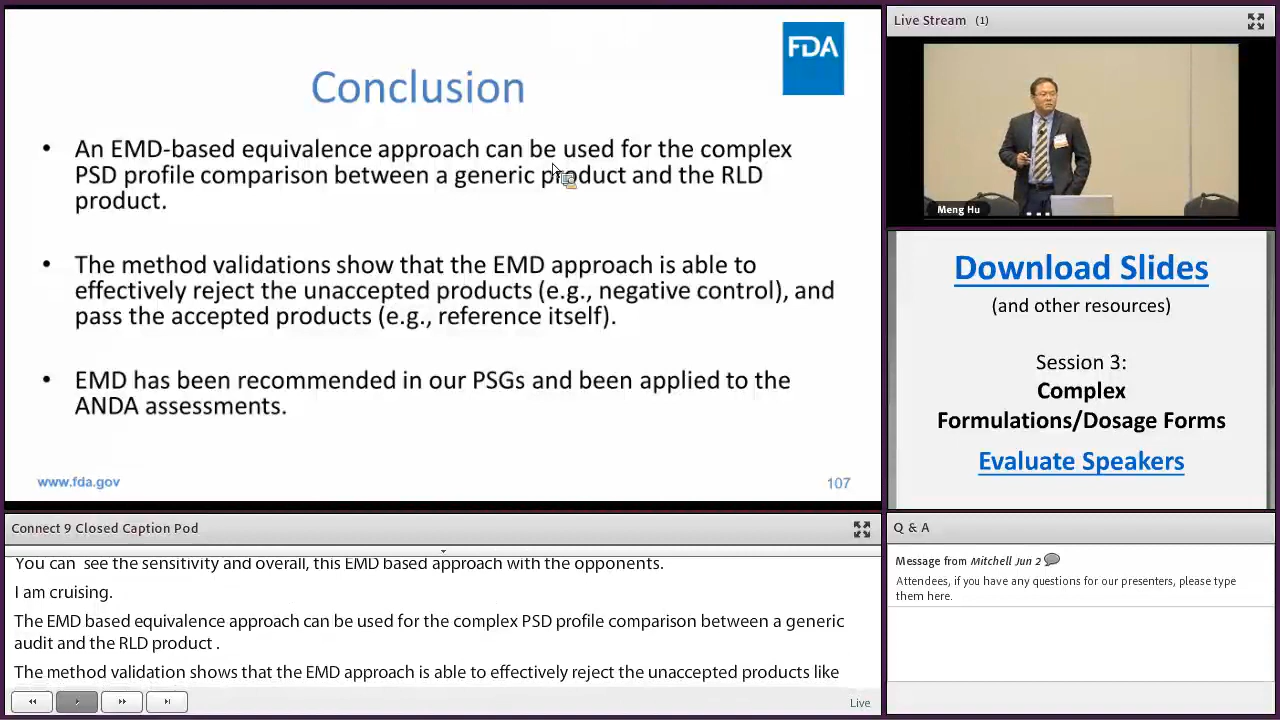 FDA
Conclusion
• An EMD-based equivalence approach can be used for the complex
PSD profile comparison between a generic product and the RLD
product.
• The method validations show that the EMD approach is able to
effectively reject the unaccepted products (e.g., negative control), and
pass the accepted products (e.g., reference itself).
• EMD has been recommended in our PSGs and been applied to the
ANDA assessments.
www.fda.gov
107
Live Stream (1)
Meng Hu
Download Slides
(and other resources)
Session 3:
Complex
Formulations/Dosage Forms
Evaluate Speakers
Connect 9 Closed Caption Pod
You can see the sensitivity and overall, this EMD based approach with the opponents.
I am cruising.
The EMD based equivalence approach can be used for the complex PSD profile comparison between a generic
audit and the RLD product .
The method validation shows that the EMD approach is able to effectively reject the unaccepted products like
Live
Q & A
Message from Mitchell Jun 2
Attendees, if you have any questions for our presenters, please type
them here.